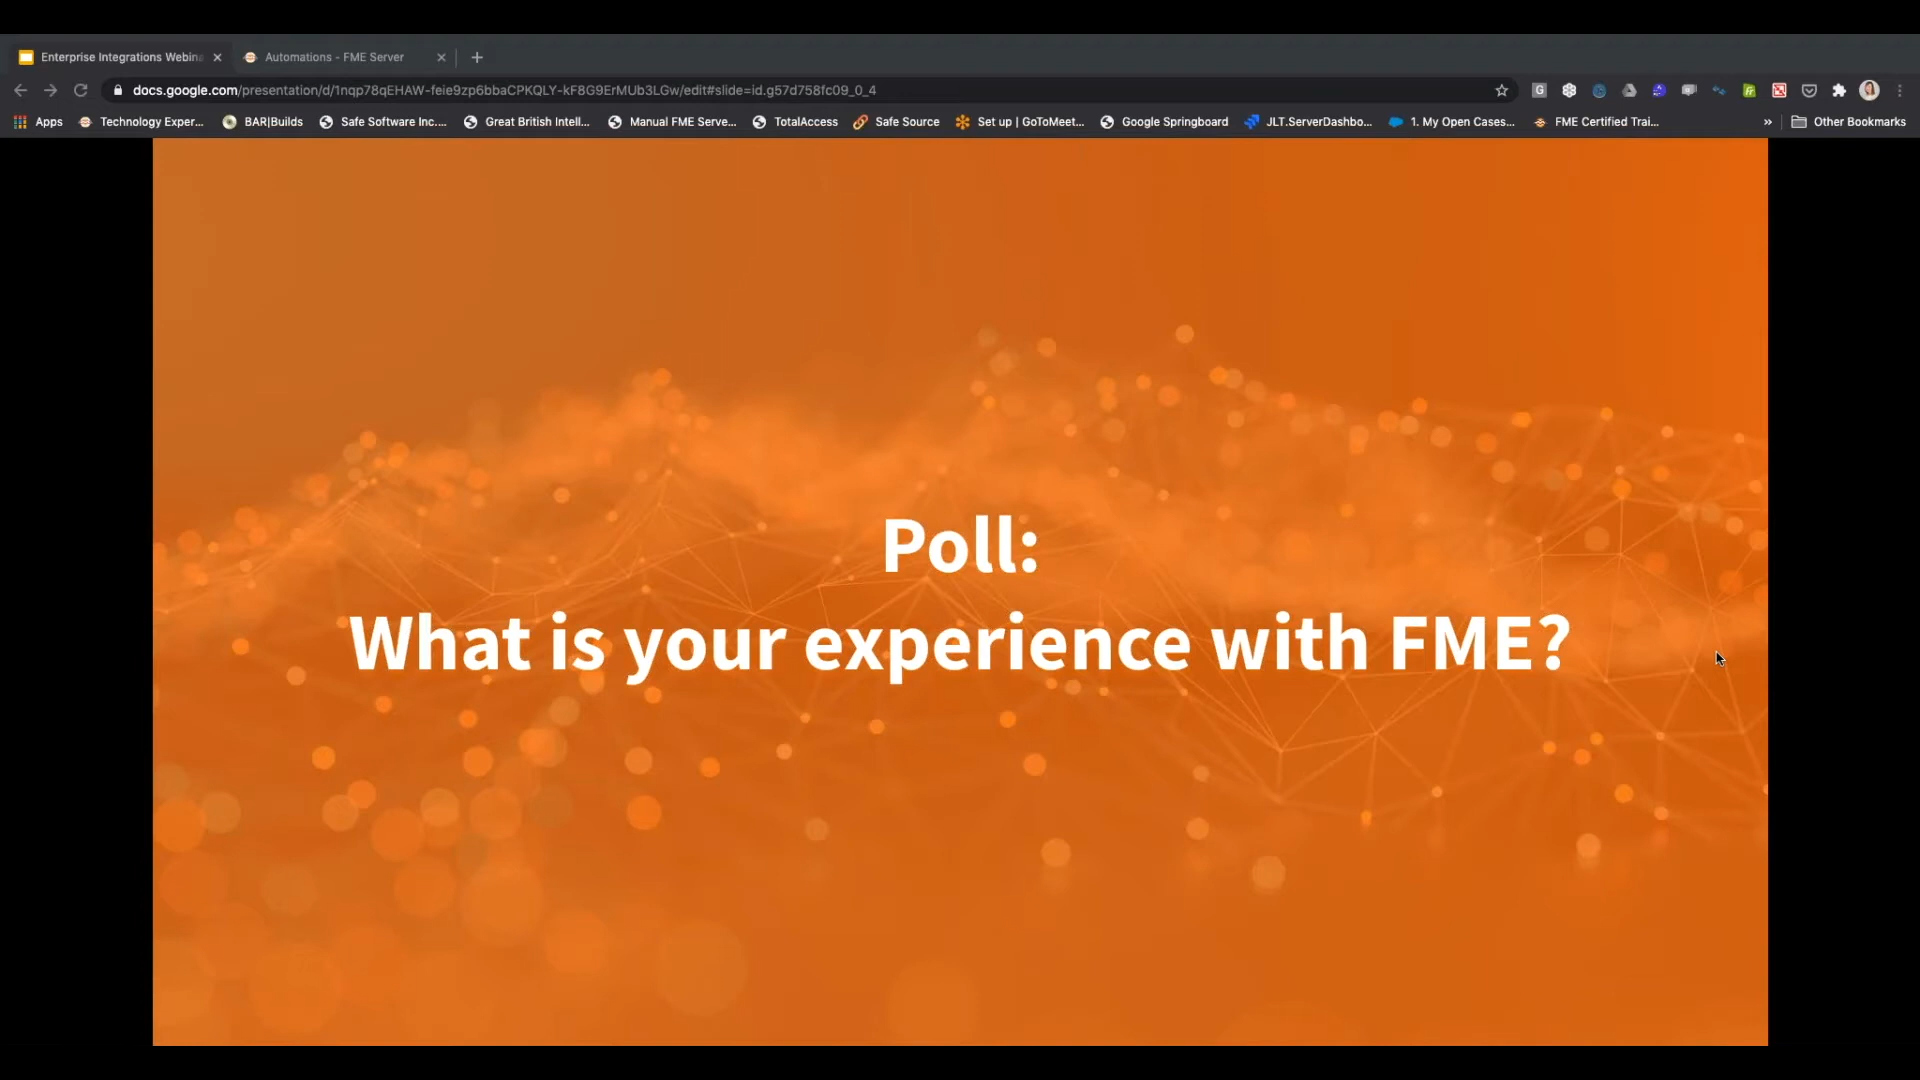 Enterprise Integrations Webina
Automations - FME Server
docs.google.com/presentation/d/1nqp78qEHAW-feie9zp6bbaCPKQLY-kF8G9ErMUb3LGw/edit#slide=id.g57d758fc09_0_4
Apps
Technology Exper...
BAR|Builds
Safe Software Inc....
Great British Intell...
Manual FME Serve...
TotalAccess
Safe Source
Set up | GoToMeet...
Google Springboard
JLT.ServerDashbo...
1. My Open Cases...
FME Certified Trai...
»
Other Bookmarks
Poll:
What is your experience with FME?